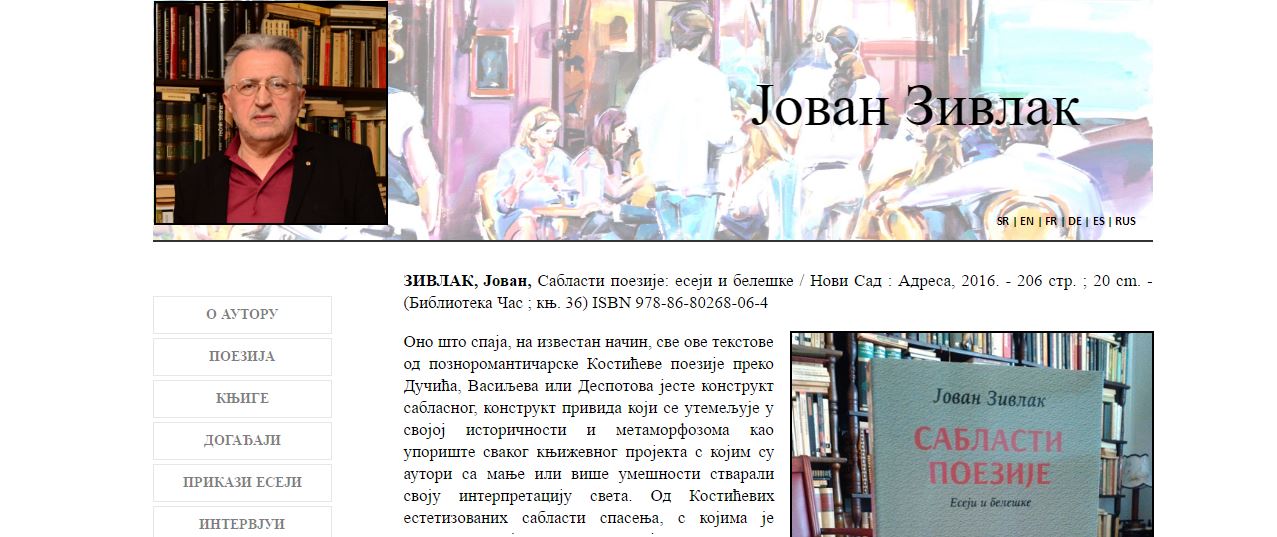 Јован Зивлак
SR | EN | FR | DE | ES | RUS
О АУТОРУ
ПОЕЗИЈА
КЊИГЕ
ДОГАЂАЈИ
ПРИКАЗИ ЕСЕЈИ
ИНТЕРВЈУИ
ЗИВЛАК, Јован, Сабласти поезије: есеји и белешке / Нови Сад : Адреса, 2016. - 206 стр. ; 20 cm. -
(Библиотека Час ; књ. 36) ISBN 978-86-80268-06-4
Оно што спаја, на известан начин, све ове текстове
од позноромантичарске Костићеве поезије преко
Дучића, Васиљева или Деспотова јесте конструкт
сабласног, конструкт привида који се утемељује у
својој историчности и метаморфозома као
упориште сваког књижевног пројекта с којим су
аутори са мање или више умешности стварали
своју интерпретацију света. Од Костићевих
естетизованих сабласти спасења, с којима је
Јован Зивлак
САБЛАСТИ
ПОЕЗИЈЕ
Есеји и белешке